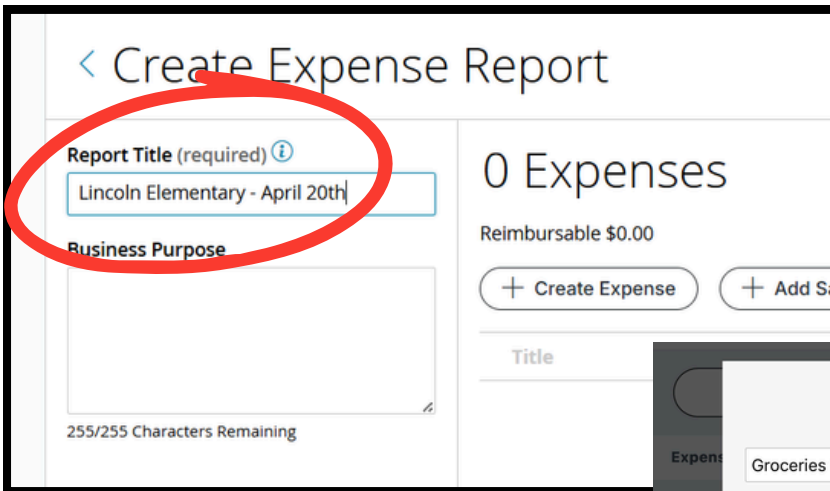 Create Expense Report
Report Title (required)
Lincoln Elementary - April 20th
Business Purpose
255/255 Characters Remaining
0 Expenses
Reimbursable $0.00
+ Create Expense
+ Add
Title
Groceries